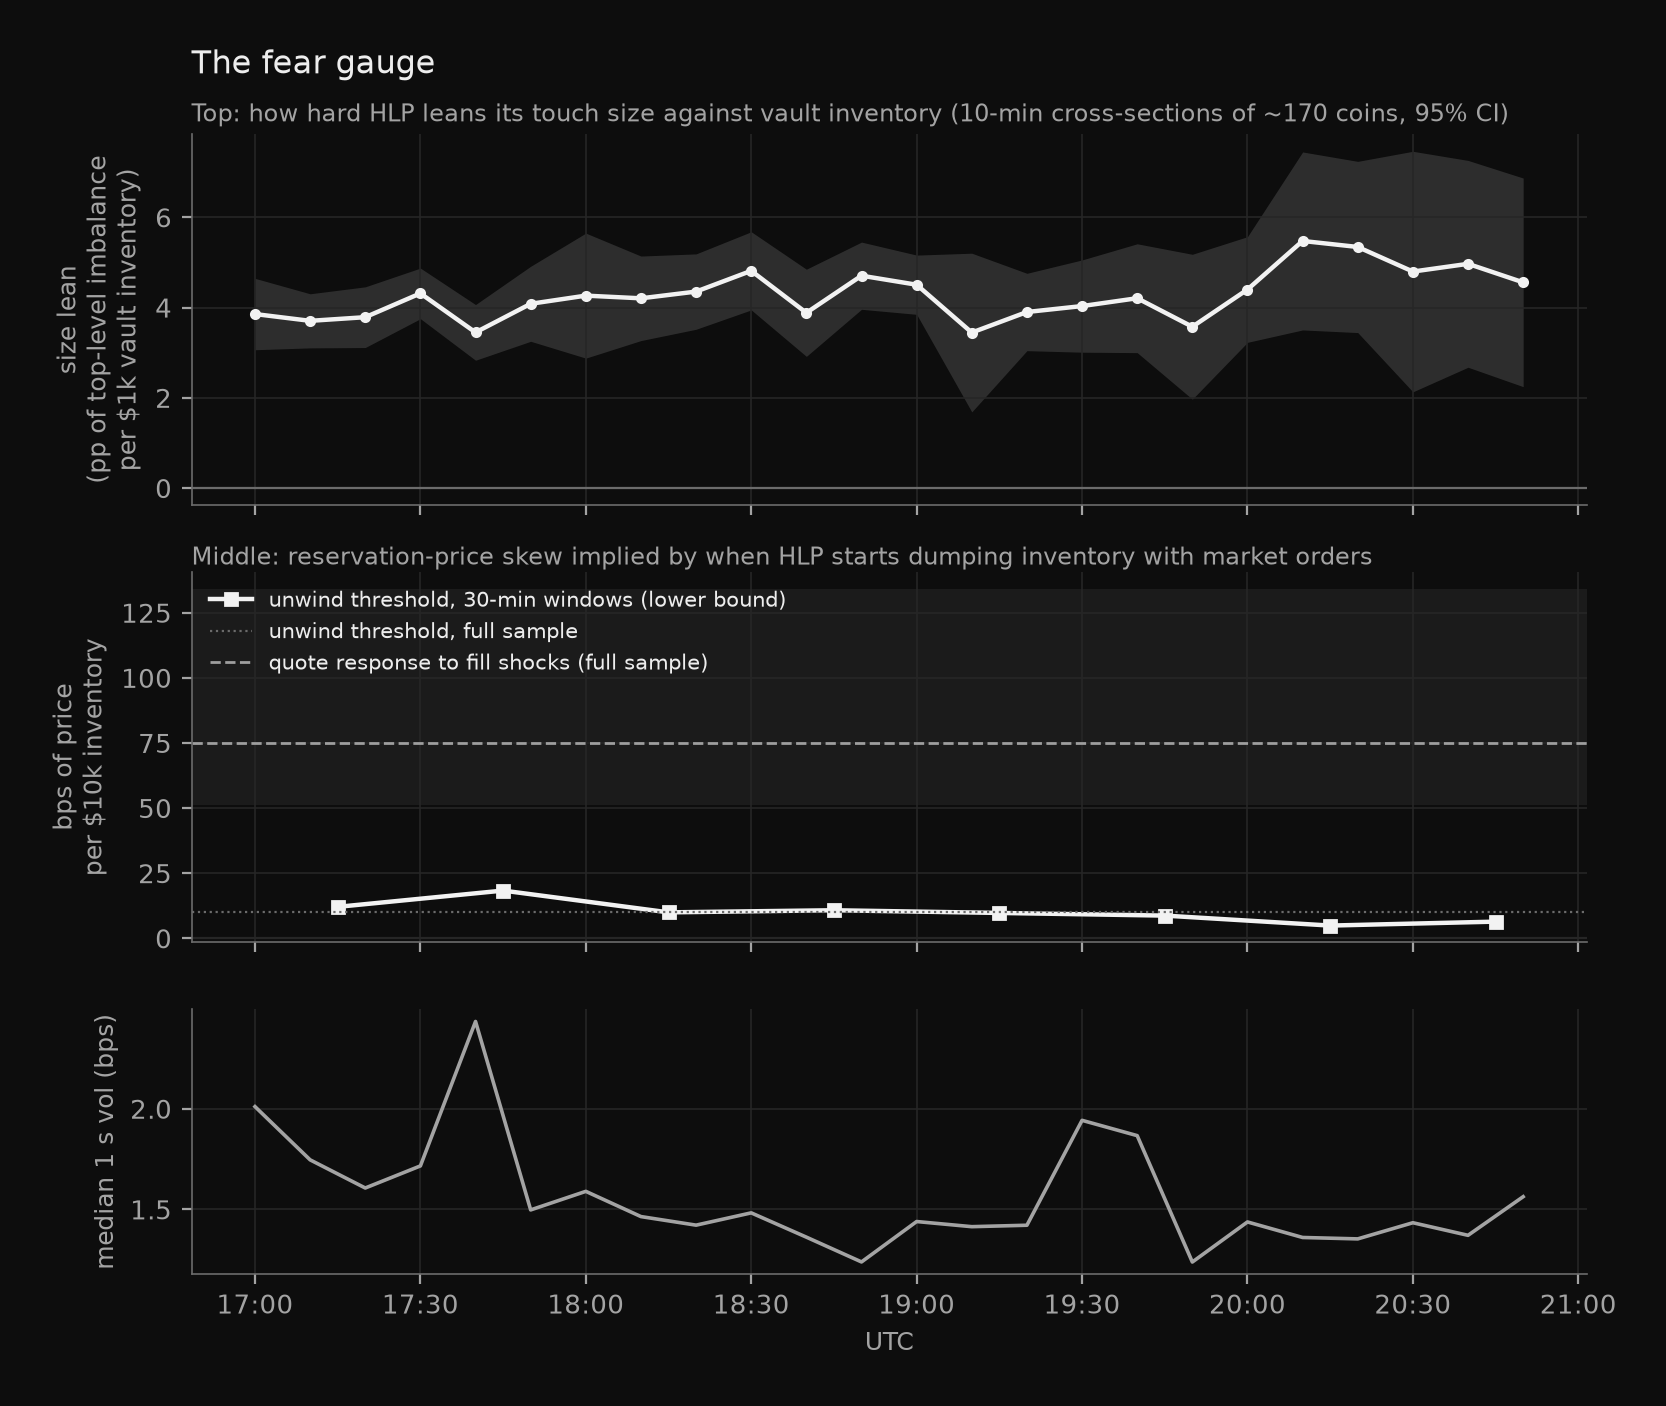 The fear gauge
Top: how hard HLP leans its touch size against vault inventory (10-min cross-sections of ~170 coins, 95% CI)
size lean
(pp of top-level imbalance
per $1k vault inventory)
6
4
2
0
Middle: reservation-price skew implied by when HLP starts dumping inventory with market orders
unwind threshold, 30-min windows (lower bound)
unwind threshold, full sample
quote response to fill shocks (full sample)
bps of price
per $10k inventory
125
100
75
50
25
0
median 1 s vol (bps)
2.0
1.5
17:00 17:30 18:00 18:30 19:00 19:30 20:00 20:30 21:00
UTC